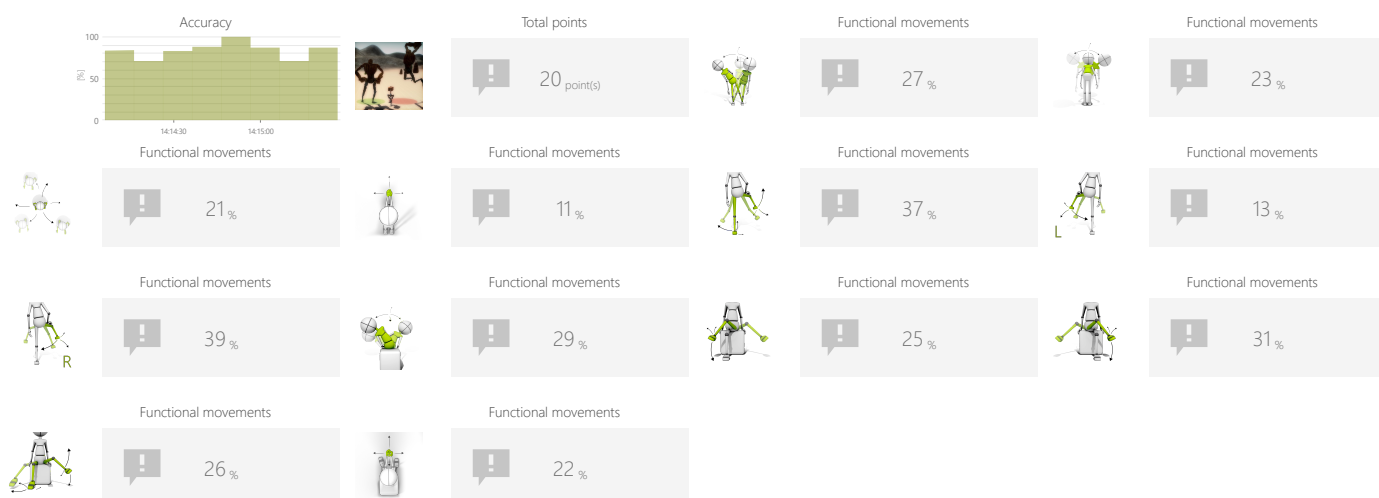 Accuracy
Total points
Functional movements
Functional movements
100
[%]
50
0
14:14:30
14:15:00
20 point(s)
27 %
23 %
Functional movements
Functional movements
Functional movements
Functional movements
21 %
11 %
37 %
L
13 %
Functional movements
Functional movements
Functional movements
Functional movements
R
39 %
29 %
25 %
31 %
Functional movements
Functional movements
26 %
22 %